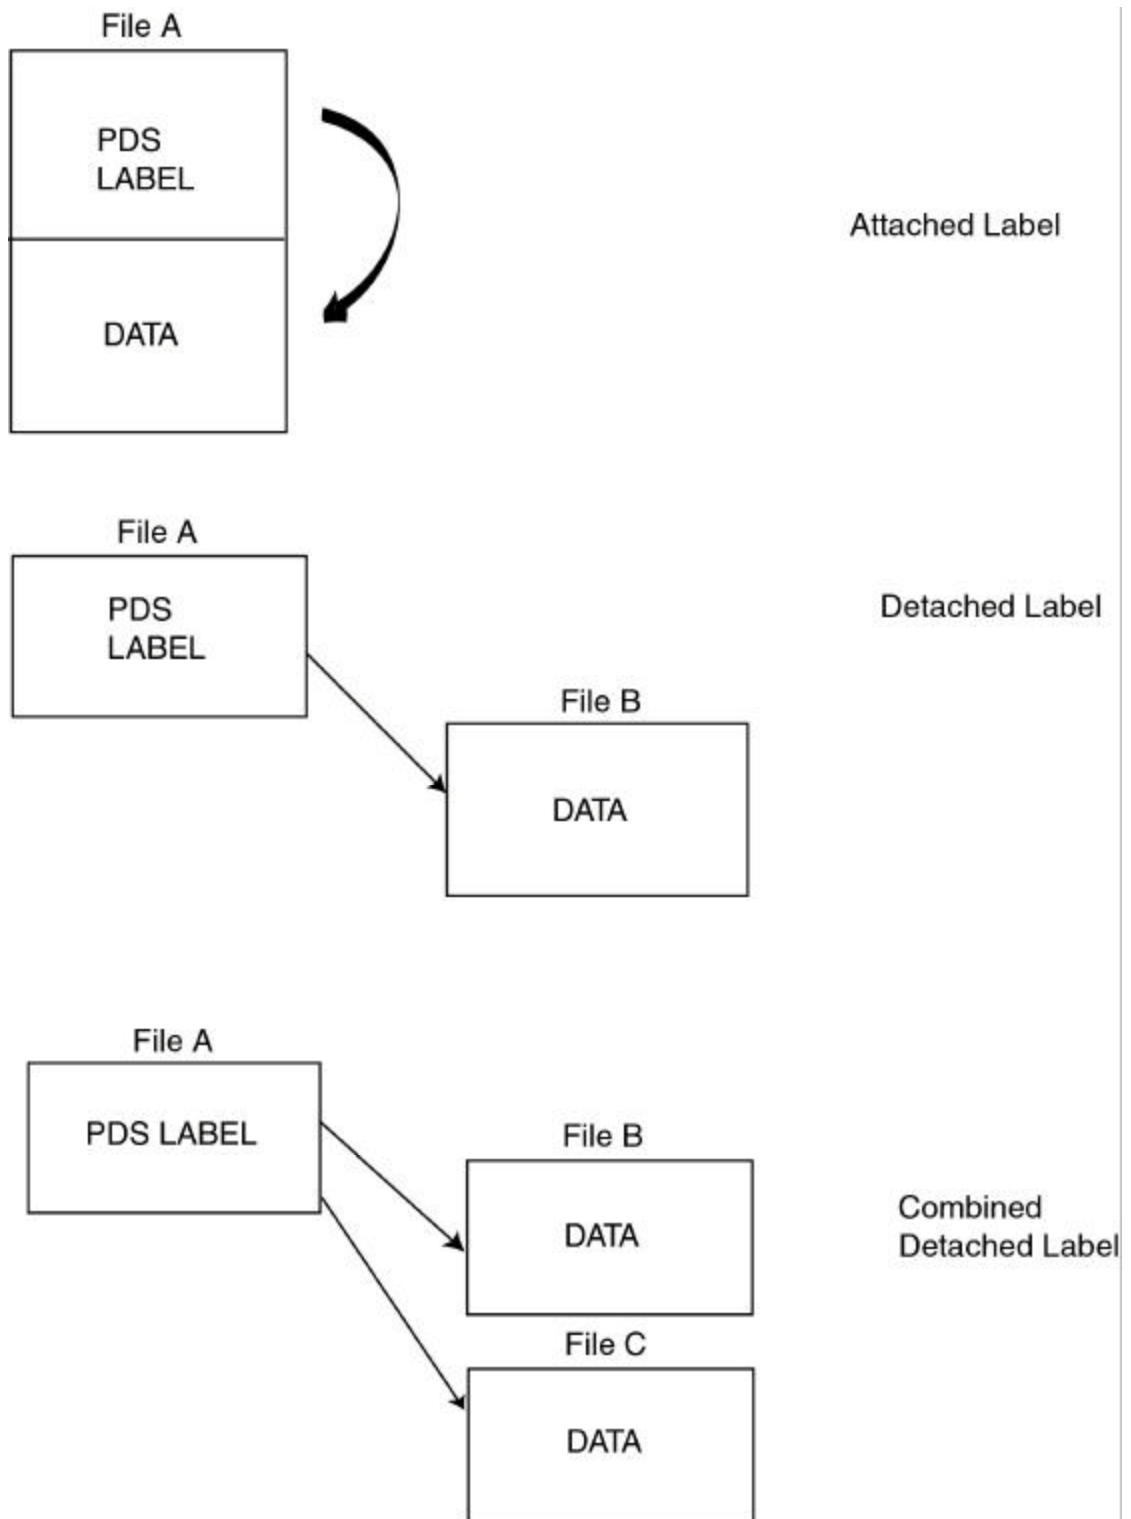 File A
PDS
LABEL
Attached Label
DATA
File A
PDS
LABEL
Detached Label
File B
DATA
File A
PDS LABEL
File B
DATA
Combined
Detached Label
File C
DATA